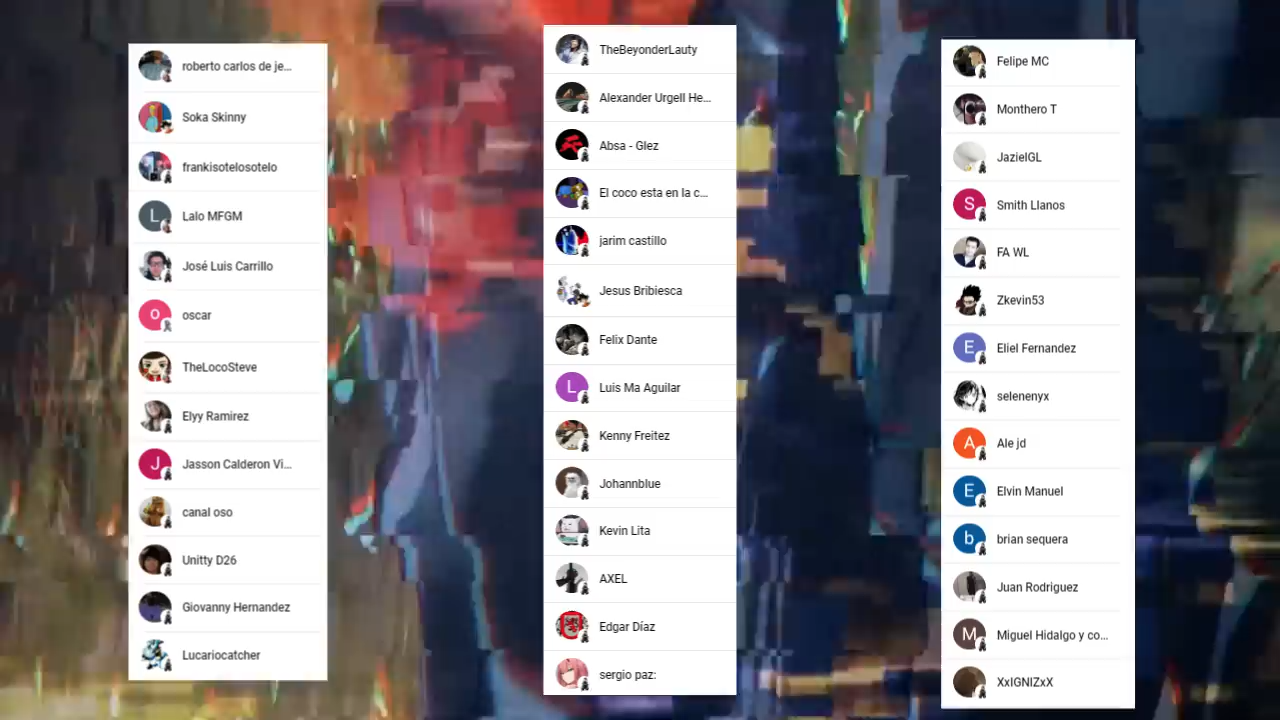 roberto carlos de je...
Soka Skinny
frankisotelosotelo
L
Lalo MFGM
José Luis Carrillo
o
oscar
TheLocoSteve
Elyy Ramirez
J
Jasson Calderon Vi...
canal oso
Unitty D26
Giovanny Hernandez
Lucariocatcher
TheBeyonderLauty
Alexander Urgell He...
Absa - Glez
El coco esta en la c...
jarim castillo
Jesus Bribiesca
Felix Dante
L
Luis Ma Aguilar
Kenny Freitez
Johannblue
Kevin Lita
AXEL
Edgar Díaz
sergio paz:
Felipe MC
Monthero T
JazielGL
S
Smith Llanos
FA WL
Zkevin53
E
Eliel Fernandez
selenenyx
A
Ale jd
E
Elvin Manuel
b
brian sequera
Juan Rodriguez
M
Miguel Hidalgo y co...
XxIGNIZxX